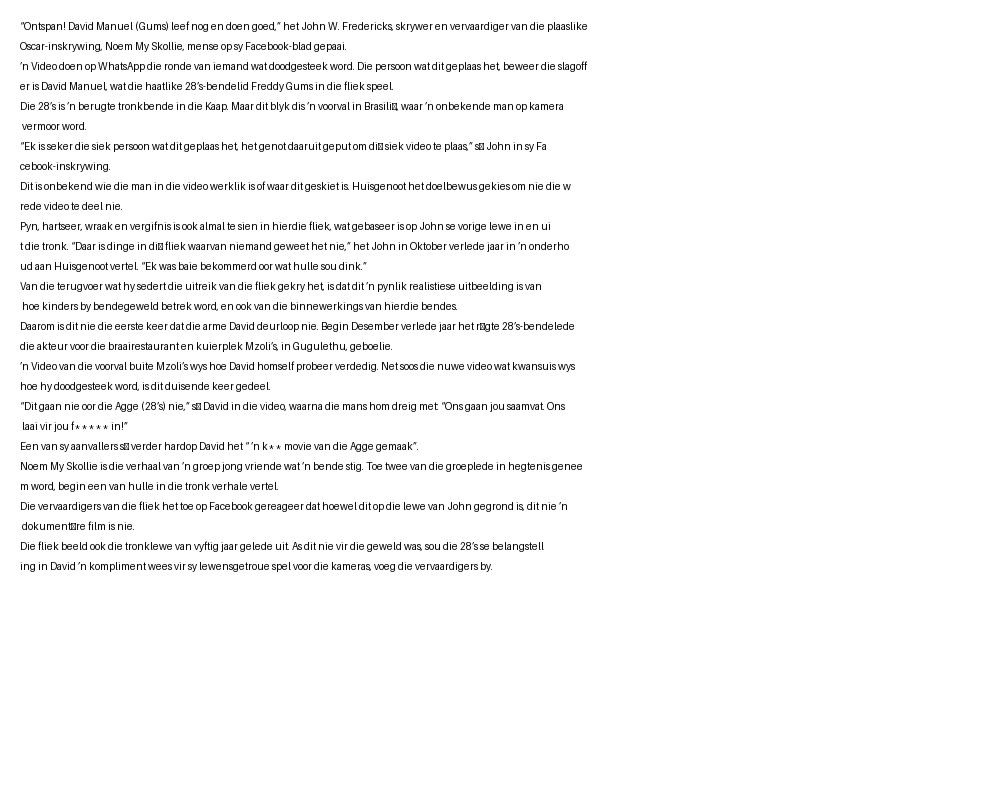 “Ontspan! David Manuel (Gums) leef nog en doen goed,” het John W. Fredericks, skrywer en vervaardiger van die plaaslike
Oscar-inskrywing, Noem My Skollie, mense op sy Facebook-blad gepaai.
’n Video doen op WhatsApp die ronde van iemand wat doodgesteek word. Die persoon wat dit geplaas het, beweer die slagoff
er is David Manuel, wat die haatlike 28’s-bendelid Freddy Gums in die fliek speel.
Die 28’s is ’n berugte tronkbende in die Kaap. Maar dit blyk dis ’n voorval in Brasili□, waar ’n onbekende man op kamera
vermoor word.
“Ek is seker die siek persoon wat dit geplaas het, het genot daaruit geput om di□ siek video te plaas,” s□ John in sy Fa
cebook-inskrywing.
Dit is onbekend wie die man in die video werklik is of waar dit geskiet is. Huisgenoot het doelbewus gekies om nie die w
rede video te deel nie.
Pyn, hartseer, wraak en vergifnis is ook almal te sien in hierdie fliek, wat gebaseer is op John se vorige lewe in en ui
t die tronk. “Daar is dinge in di□ fliek waarvan niemand geweet het nie,” het John in Oktober verlede jaar in ’n onderho
ud aan Huisgenoot vertel. “Ek was baie bekommerd oor wat hulle sou dink.”
Van die terugvoer wat hy sedert die uitreik van die fliek gekry het, is dat dit ’n pynlik realistiese uitbeelding is van
hoe kinders by bendegeweld betrek word, en ook van die binnewerkings van hierdie bendes.
Daarom is dit nie die eerste keer dat die arme David deurloop nie. Begin Desember verlede jaar het r□gte 28’s-bendelede
die akteur voor die braairestaurant en kuierplek Mzoli’s, in Gugulethu, geboelie.
’n Video van die voorval buite Mzoli’s wys hoe David homself probeer verdedig. Net soos die nuwe video wat kwansuis wys
hoe hy doodgesteek word, is dit duisende keer gedeel.
“Dit gaan nie oor die Agge (28’s) nie,” s□ David in die video, waarna die mans hom dreig met: “Ons gaan jou saamvat. Ons
laai vir jou f***** in!”
Een van sy aanvallers s□ verder hardop David het “ ’n k** movie van die Agge gemaak”.
Noem My Skollie is die verhaal van ’n groep jong vriende wat ’n bende stig. Toe twee van die groeplede in hegtenis genee
m word, begin een van hulle in die tronk verhale vertel.
Die vervaardigers van die fliek het toe op Facebook gereageer dat hoewel dit op die lewe van John gegrond is, dit nie ’n
dokument□re film is nie.
Die fliek beeld ook die tronklewe van vyftig jaar gelede uit. As dit nie vir die geweld was, sou die 28’s se belangstell
ing in David ’n kompliment wees vir sy lewensgetroue spel voor die kameras, voeg die vervaardigers by.